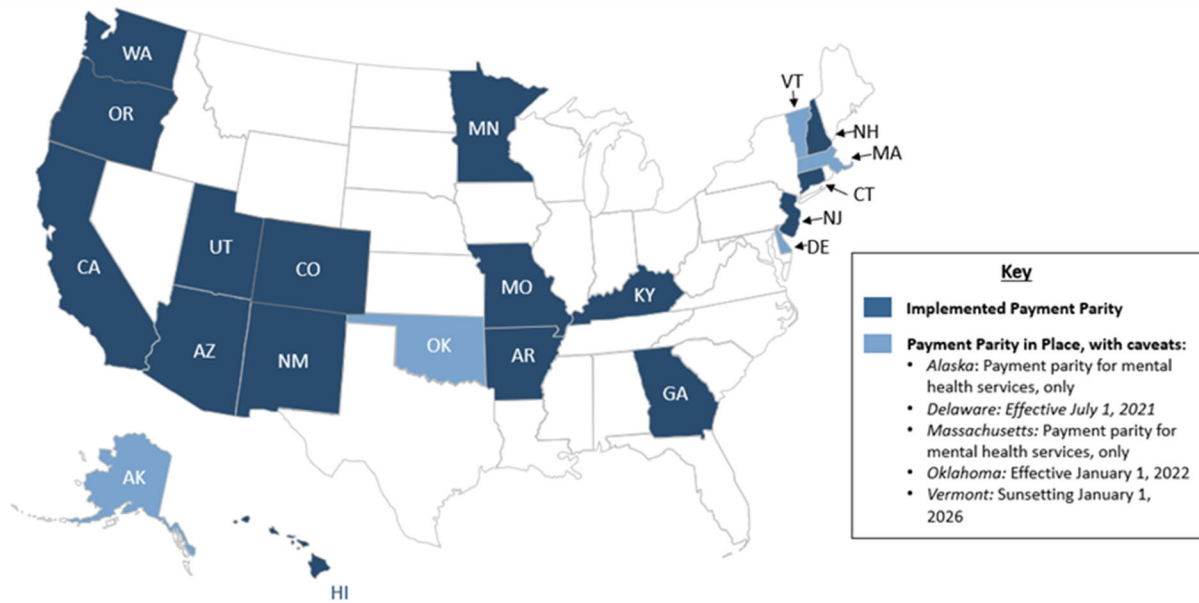 WA
OR
CA
UT
AZ
CO
NM
MN
MO
OK
AR
KY
GA
AK
HI
VT
NH
MA
CT
NJ
DE
Key
Implemented Payment Parity
Payment Parity in Place, with caveats:
• Alaska: Payment parity for mental
health services, only
• Delaware: Effective July 1, 2021
• Massachusetts: Payment parity for
mental health services, only
• Oklahoma: Effective January 1, 2022
• Vermont: Sunsetting January 1,
2026